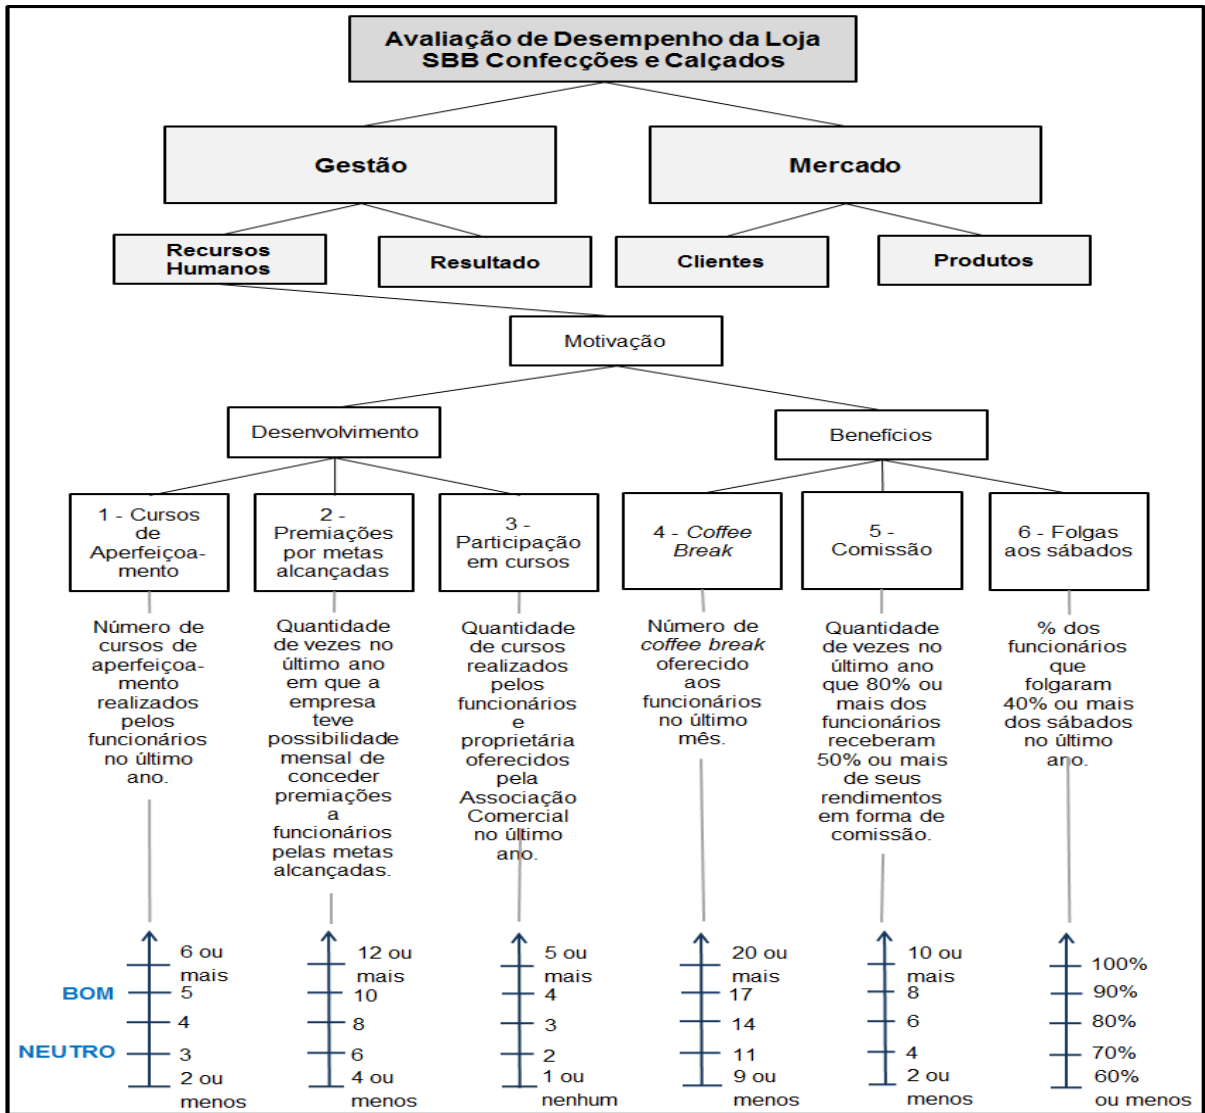 Avaliação de Desempenho da Loja
SBB Confecções e Calçados
Gestão
Mercado
Recursos
Humanos
Resultado
Clientes
Produtos
Motivação
Desenvolvimento
Benefícios
1 - Cursos
de
Aperfeiçoa-
mento
2 -
Premiações
por metas
alcançadas
3 -
Participação
em cursos
4 - Coffee
Break
5 -
Comissão
6 - Folgas
aos sábados
Número de
cursos de
aperfeiçoa-
mento
realizados
pelos
funcionários
no último
ano.
Quantidade
de vezes no
último ano
em que a
empresa
teve
possibilidade
mensal de
conceder
premiações
a
funcionários
pelas metas
alcançadas.
Quantidade
de cursos
realizados
pelos
funcionários
e
proprietária
oferecidos
pela
Associação
Comercial
no último
ano.
Número de
coffee break
oferecido
aos
funcionários
no último
mês.
Quantidade
de vezes no
último ano
que 80% ou
mais dos
funcionários
receberam
50% ou mais
de seus
rendimentos
em forma de
comissão.
% dos
funcionários
que
folgaram
40% ou mais
dos sábados
no último
ano.
BOM
NEUTRO
6 ou
mais
5
4
3
2 ou
menos
12 ou
mais
10
8
6
4 ou
menos
5 ou
mais
4
3
2
1 ou
nenhum
20 ou
mais
17
14
11
9 ou
menos
10 ou
mais
8
6
4
2 ou
menos
100%
90%
80%
70%
60%
ou menos